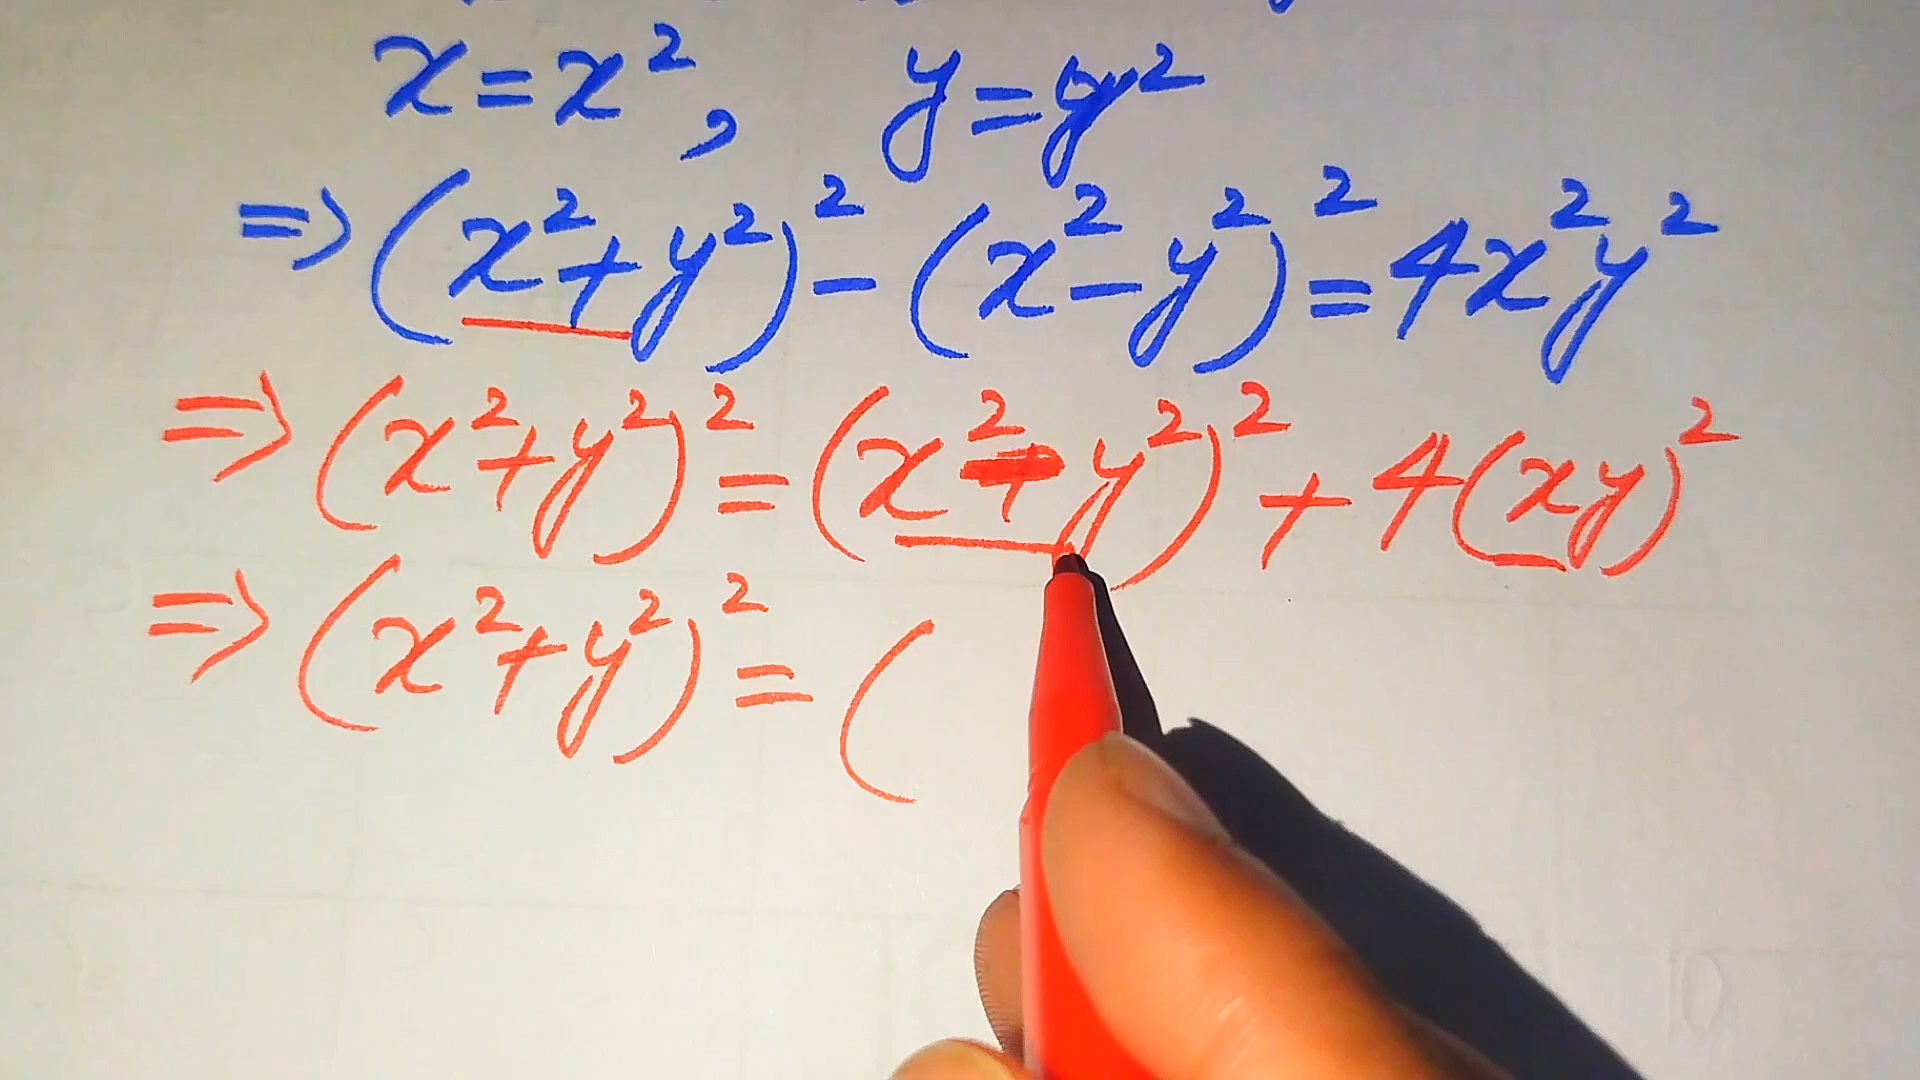 x = x², y = y²
=> (x² + y²)² - (x² - y²)² = 4x²y²
=> (x² + y²)² = (x² - y²)² + 4(xy)²
=> (x² + y²)² = (